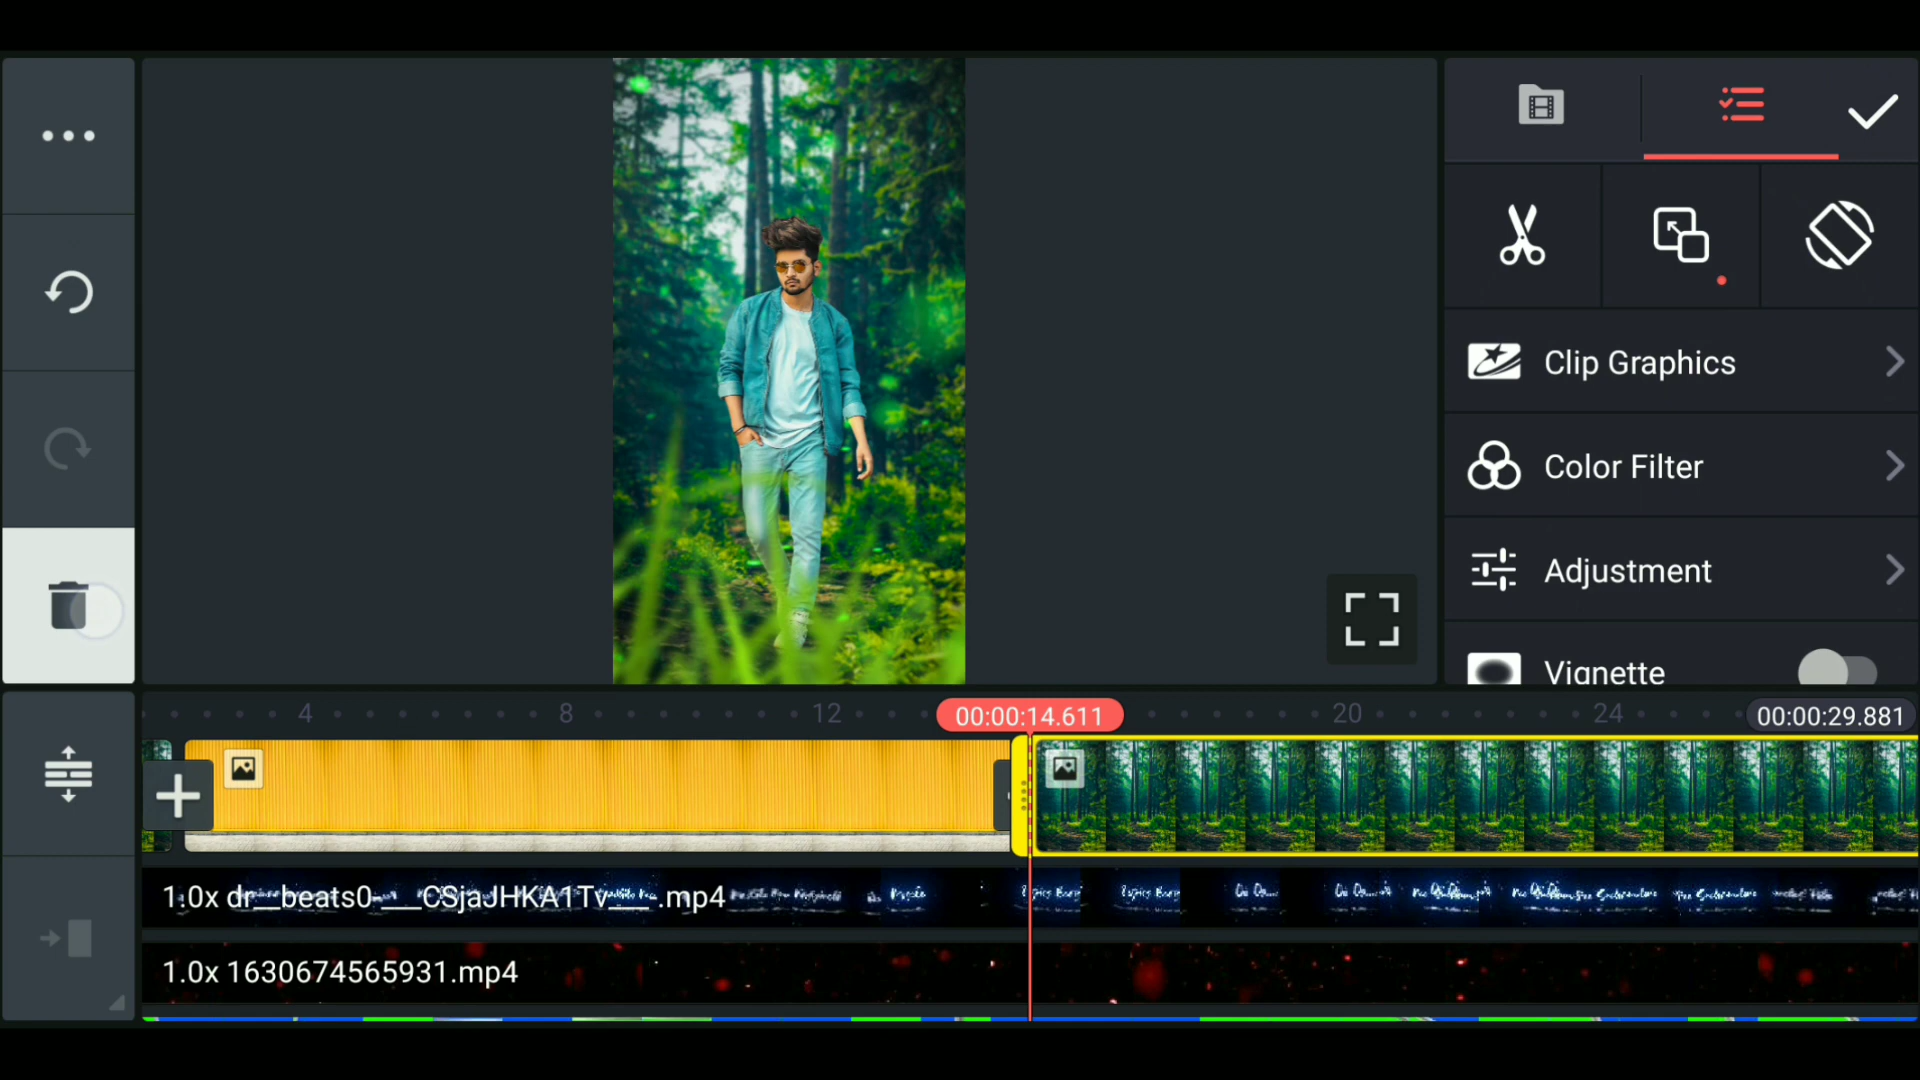 Clip Graphics
Color Filter
Adjustment
Vignette
4
8
12
00:00:14.611
20
24
00:00:29.881
1.0x dr__beats0-___CSjaJHKA1Tv___-.mp4
1.0x 1630674565931.mp4